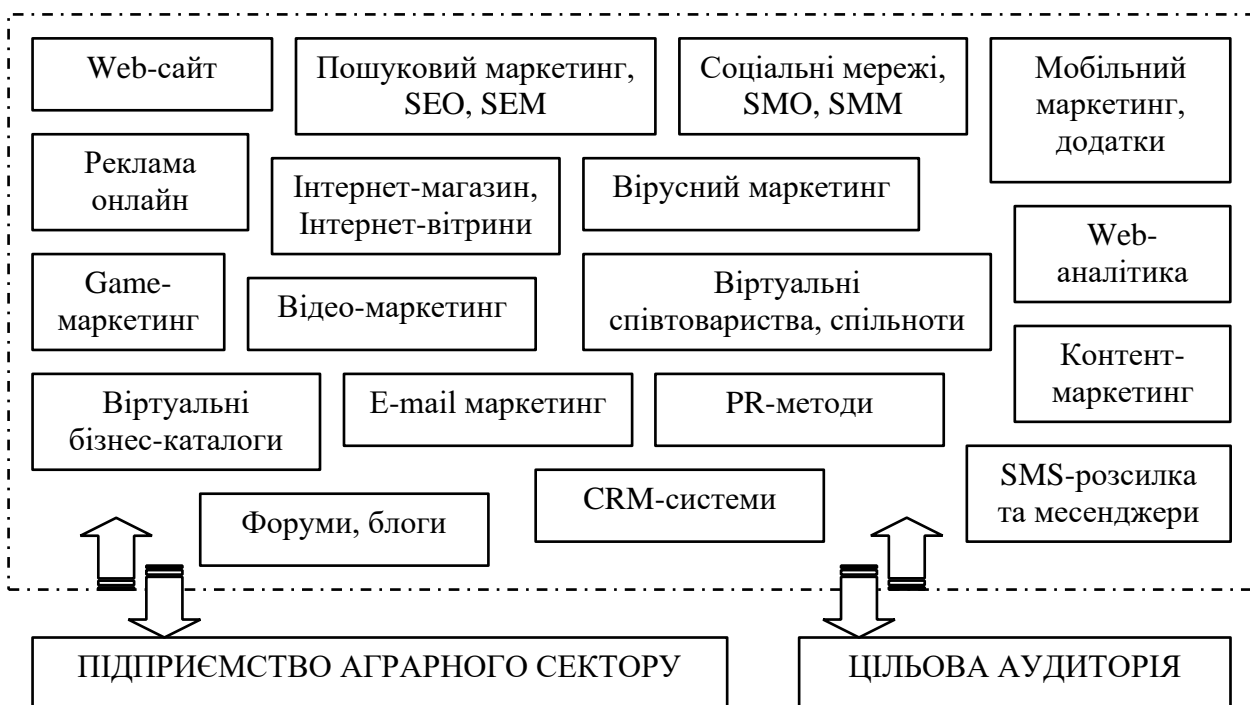 Web-сайт
Пошуковий маркетинг,
SEO, SEM
Соціальні мережі,
SMO, SMM
Мобільний
маркетинг,
додатки
Реклама
онлайн
Інтернет-магазин,
Інтернет-вітрини
Вірусний маркетинг
Web-
аналітика
Game-
маркетинг
Відео-маркетинг
Віртуальні
співтовариства, спільноти
Контент-
маркетинг
Віртуальні
бізнес-каталоги
E-mail маркетинг
PR-методи
SMS-розсилка
та месенджери
Форуми, блоги
CRM-системи
ПІДПРИЄМСТВО АГРАРНОГО СЕКТОРУ
ЦІЛЬОВА АУДИТОРІЯ